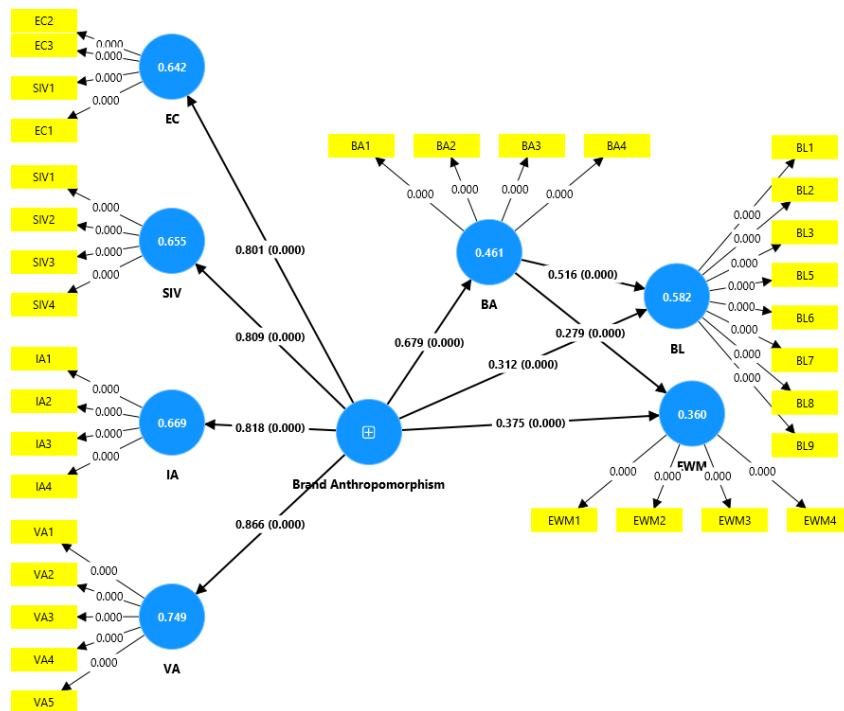 EC2
EC3
SIV1
EC1
0.000
0.000
0.000
0.000
0.642
EC
SIV1
SIV2
SIV3
SIV4
0.000
0.000
0.000
0.000
0.655
SIV
IA1
IA2
IA3
IA4
0.000
0.000
0.000
0.000
0.669
IA
VA1
VA2
VA3
VA4
VA5
0.000
0.000
0.000
0.000
0.000
0.749
VA
0.801 (0.000)
0.809 (0.000)
0.818 (0.000)
0.866 (0.000)
Brand Anthropomorphism
0.679 (0.000)
0.312 (0.000)
0.375 (0.000)
BA1
BA2
BA3
BA4
0.000
0.000
0.000
0.000
0.461
BA
0.516 (0.000)
0.279 (0.000)
0.582
BL
0.000
0.000
0.000
0.000
0.000
0.000
0.000
0.000
BL1
BL2
BL3
BL5
BL6
BL7
BL8
BL9
0.360
EWM
0.000
0.000
0.000
0.000
EWM1
EWM2
EWM3
EWM4